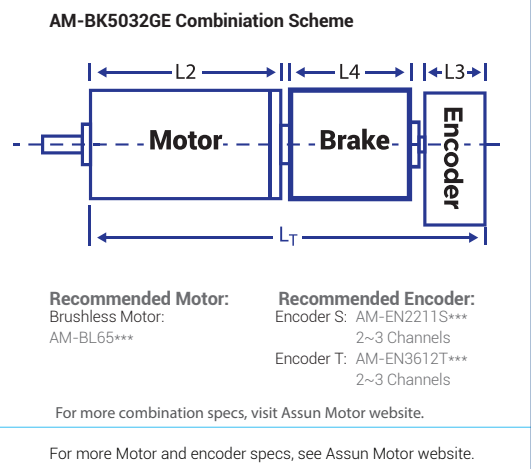 AM-BK5032GE Combiniation Scheme
L2 L4 L3
Motor Brake Encoder
LT
Recommended Motor: Recommended Encoder:
Brushless Motor: Encoder S: AM-EN2211S***
AM-BL65*** 2~3 Channels
Encoder T: AM-EN3612T***
2~3 Channels
For more combination specs, visit Assun Motor website.
For more Motor and encoder specs, see Assun Motor website.